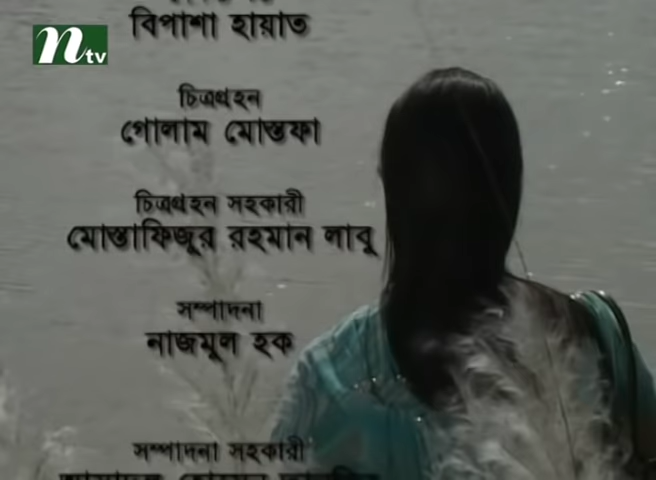 বিপাশা হায়াত
ntv
চিত্রগ্রহন
গোলাম মোস্তফা
চিত্রগ্রহন সহকারী
মোস্তাফিজুর রহমান লাবু
সম্পাদনা
নাজমুল হক
সম্পাদনা সহকারী